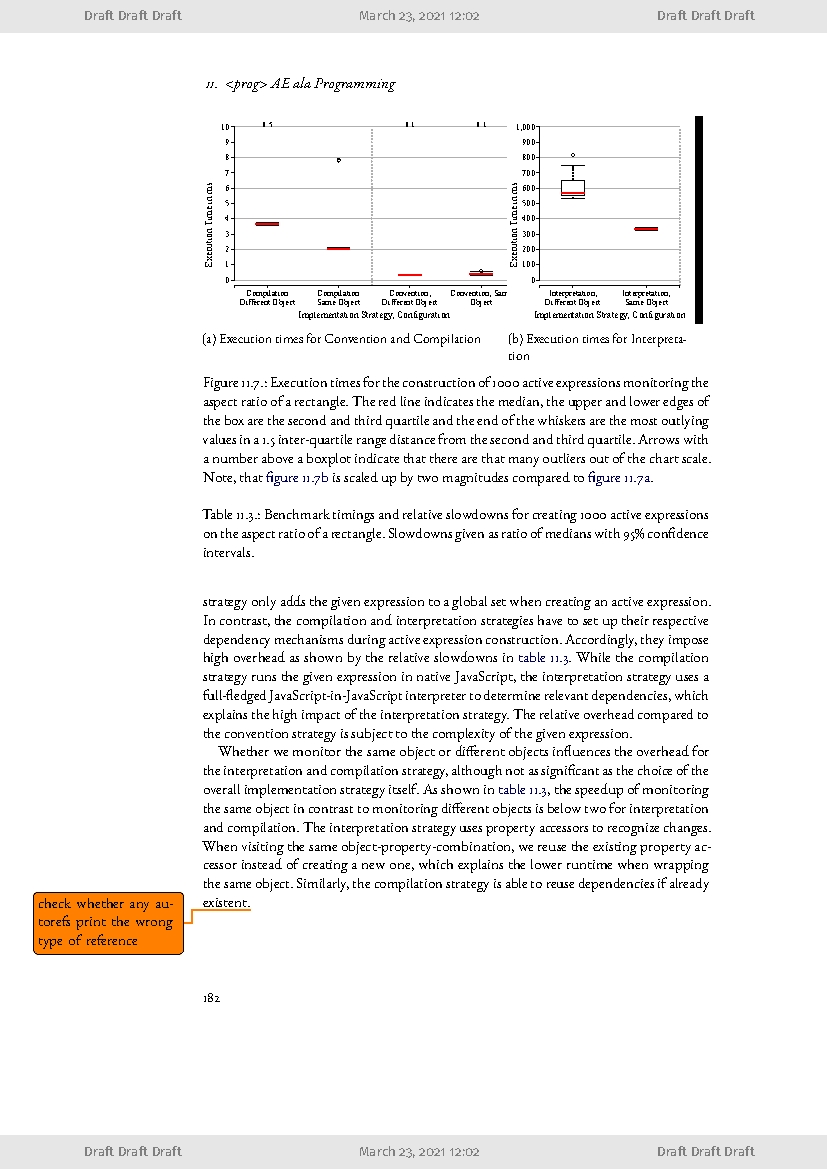 Draft Draft Draft March 23, 2021 12:02 Draft Draft Draft
11. <prog> AE ala Programming
10
9
8
7
6
5
4
3
2
1
0
Execution Time in ms
Compilation Different Object
Compilation Same Object
Convention, Different Object
Convention, Sam Object
Implementation Strategy, Configuration
1,000
900
800
700
600
500
400
300
200
100
0
Execution Time in ms
Interpretation, Different Object
Interpretation, Same Object
Implementation Strategy, Configuration
(a) Execution times for Convention and Compilation
(b) Execution times for Interpreta-
tion
Figure 11.7.: Execution times for the construction of 1000 active expressions monitoring the
aspect ratio of a rectangle. The red line indicates the median, the upper and lower edges of
the box are the second and third quartile and the end of the whiskers are the most outlying
values in a 1.5 inter-quartile range distance from the second and third quartile. Arrows with
a number above a boxplot indicate that there are that many outliers out of the chart scale.
Note, that figure 11.7b is scaled up by two magnitudes compared to figure 11.7a.
Table 11.3.: Benchmark timings and relative slowdowns for creating 1000 active expressions
on the aspect ratio of a rectangle. Slowdowns given as ratio of medians with 95% confidence
intervals.
strategy only adds the given expression to a global set when creating an active expression.
In contrast, the compilation and interpretation strategies have to set up their respective
dependency mechanisms during active expression construction. Accordingly, they impose
high overhead as shown by the relative slowdowns in table 11.3. While the compilation
strategy runs the given expression in native JavaScript, the interpretation strategy uses a
full-fledged JavaScript-in-JavaScript interpreter to determine relevant dependencies, which
explains the high impact of the interpretation strategy. The relative overhead compared to
the convention strategy is subject to the complexity of the given expression.
Whether we monitor the same object or different objects influences the overhead for
the interpretation and compilation strategy, although not as significant as the choice of the
overall implementation strategy itself. As shown in table 11.3, the speedup of monitoring
the same object in contrast to monitoring different objects is below two for interpretation
and compilation. The interpretation strategy uses property accessors to recognize changes.
When visiting the same object-property-combination, we reuse the existing property ac-
cessor instead of creating a new one, which explains the lower runtime when wrapping
the same object. Similarly, the compilation strategy is able to reuse dependencies if already
existent.
check whether any au-
torefs print the wrong
type of reference
182
Draft Draft Draft March 23, 2021 12:02 Draft Draft Draft